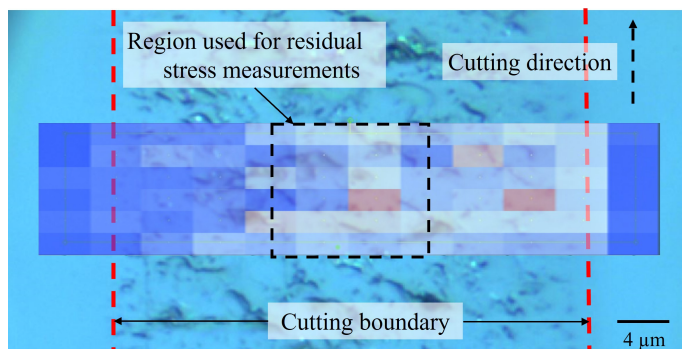 Region used for residual
stress measurements
Cutting direction
Cutting boundary
4 µm